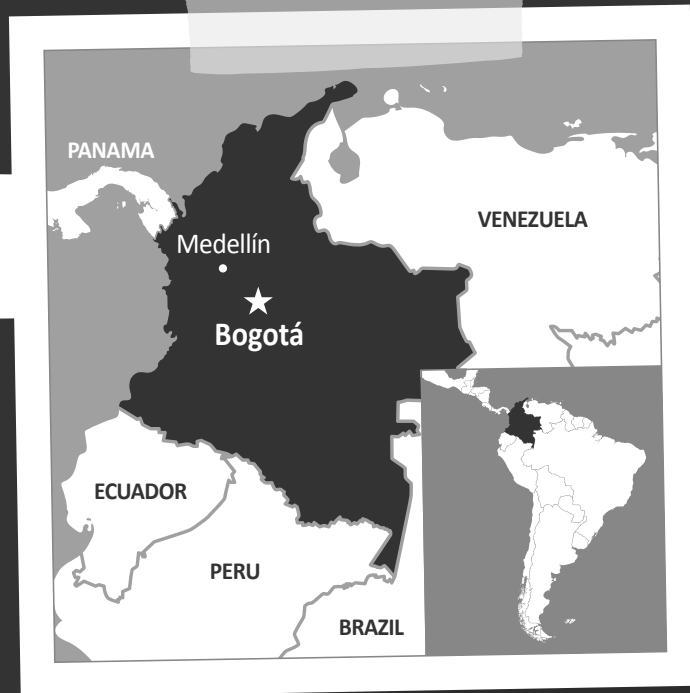 PANAMA
VENEZUELA
Medellín
Bogotá
ECUADOR
PERU
BRAZIL